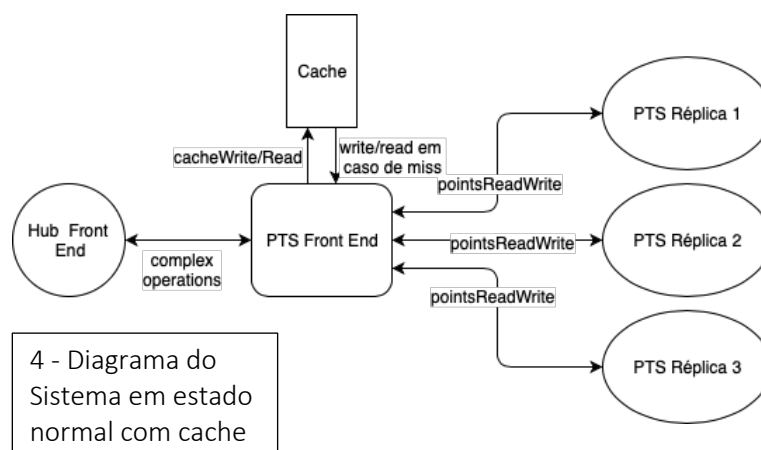 Cache
PTS Réplica 1
cacheWrite/Read
write/read em
caso de miss
pointsReadWrite
Hub Front
End
PTS Front End
pointsReadWrite
PTS Réplica 2
complex
operations
pointsReadWrite
PTS Réplica 3
4 - Diagrama do
Sistema em estado
normal com cache